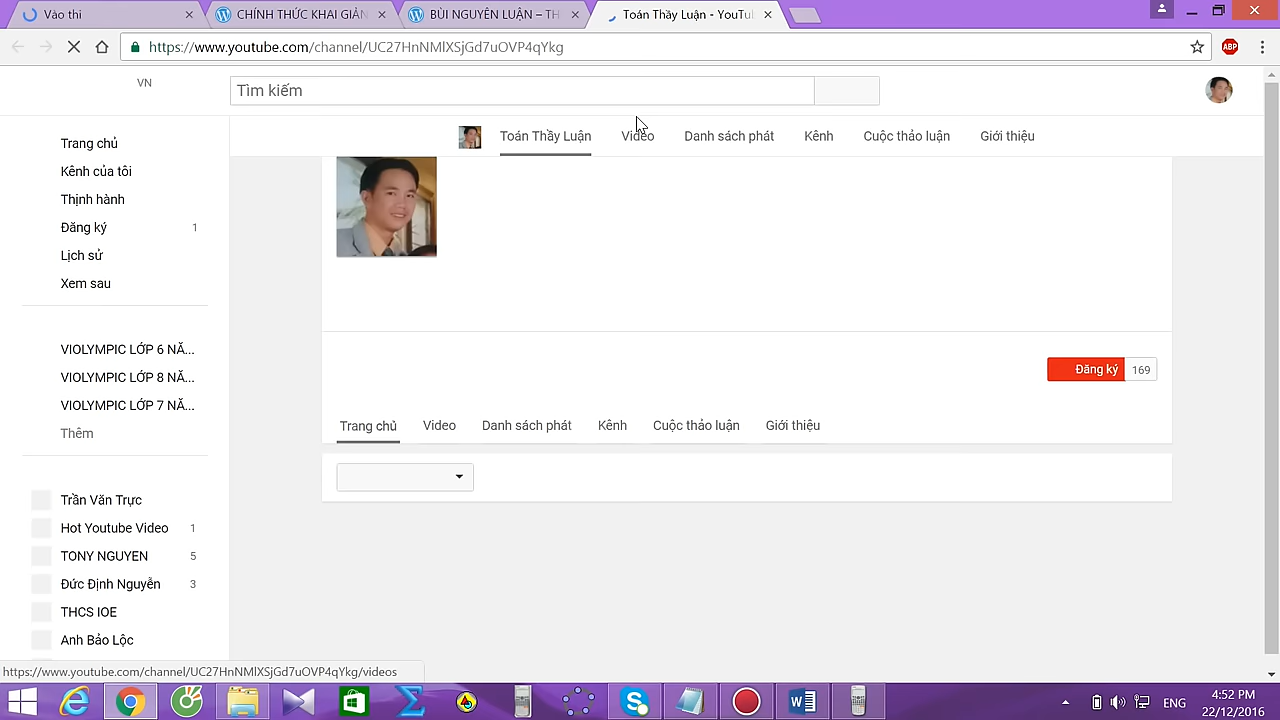 Vào thi
CHÍNH THỨC KHAI GIẢN
BÙI NGUYÊN LUẬN – TH
Toán Thầy Luận - YouTu
https://www.youtube.com/channel/UC27HnNMlXSjGd7uOVP4qYkg
ABP
VN
Tìm kiếm
Toán Thầy Luận
Video
Danh sách phát
Kênh
Cuộc thảo luận
Giới thiệu
Trang chủ
Kênh của tôi
Thịnh hành
Đăng ký 1
Lịch sử
Xem sau
VIOLYMPIC LỚP 6 NĂ...
VIOLYMPIC LỚP 8 NĂ...
VIOLYMPIC LỚP 7 NĂ...
Thêm
Trần Văn Trực
Hot Youtube Video 1
TONY NGUYEN 5
Đức Định Nguyễn 3
THCS IOE
Anh Bảo Lộc
Đăng ký 169
Trang chủ
Video
Danh sách phát
Kênh
Cuộc thảo luận
Giới thiệu
https://www.youtube.com/channel/UC27HnNMlXSjGd7uOVP4qYkg/videos
ENG
4:52 PM
22/12/2016